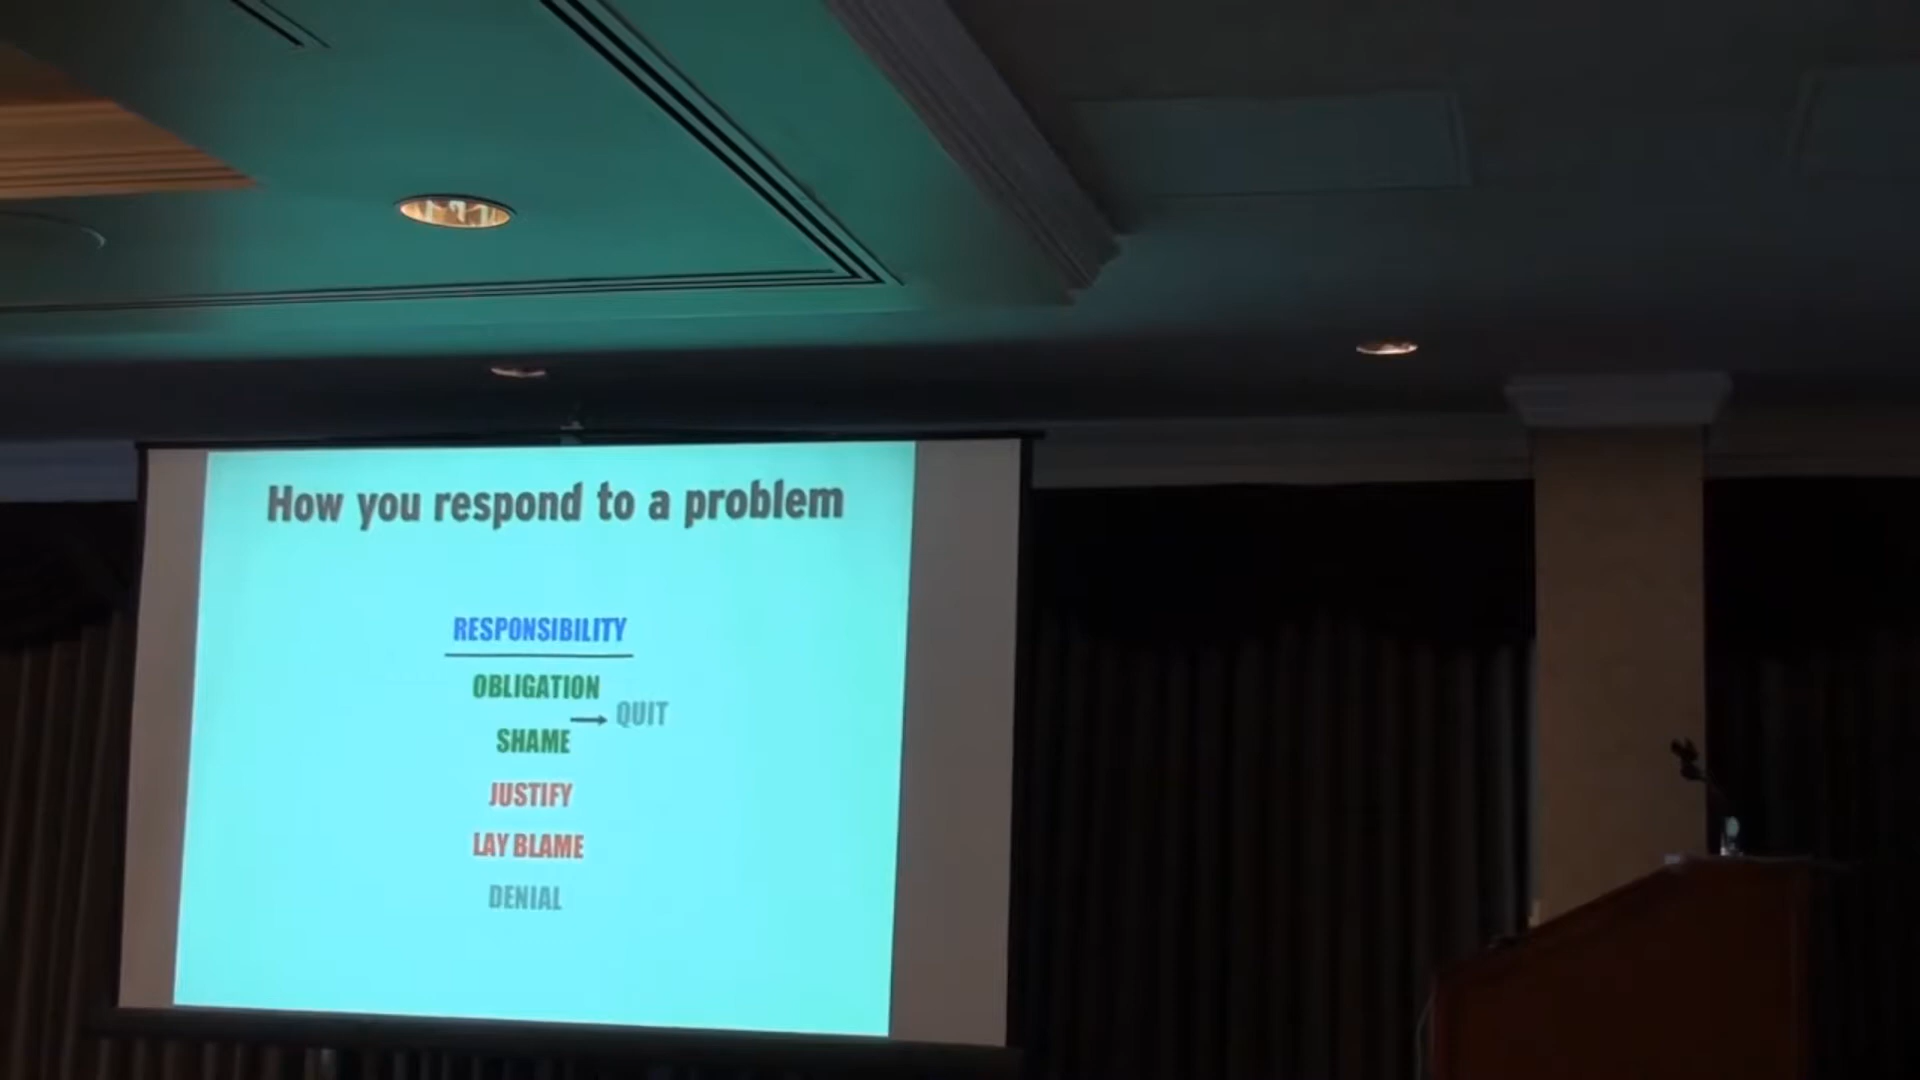 How you respond to a problem
RESPONSIBILITY
OBLIGATION
→ QUIT
SHAME
JUSTIFY
LAY BLAME
DENIAL